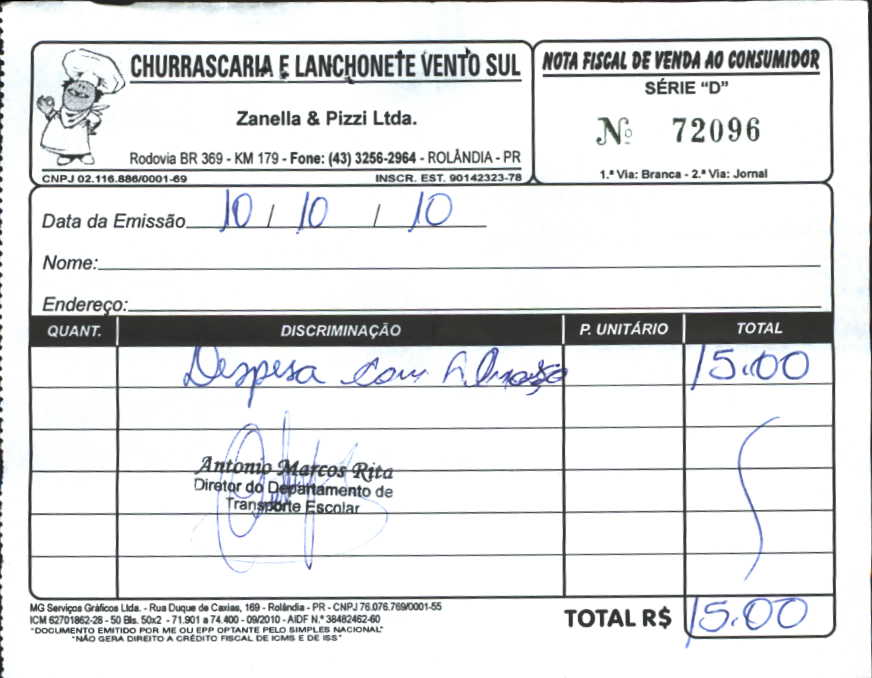 CHURRASCARIA E LANCHONETE VENTO SUL
Zanella & Pizzi Ltda.
Rodovia BR 369 - KM 179 - Fone: (43) 3256-2964 - ROLÂNDIA - PR
CNPJ 02.116.886/0001-69 INSCR. EST. 90142323-78
NOTA FISCAL DE VENDA AO CONSUMIDOR
SÉRIE "D"
Nº 72096
1.ª Via: Branca - 2.ª Via: Jornal
Data da Emissão 10 / 10 / 10
Nome:
Endereço:
QUANT. DISCRIMINAÇÃO P. UNITÁRIO TOTAL
Despesa com Almoço 15.00
Antonio Marcos Rita
Diretor do Departamento de
Transporte Escolar
MG Serviços Gráficos Ltda. - Rua Duque de Caxias, 169 - Rolândia - PR - CNPJ 76.076.769/0001-55
ICM 62701862-28 - 50 Bls. 50x2 - 71.901 a 74.400 - 09/2010 - AIDF N.º 38482462-60
"DOCUMENTO EMITIDO POR ME OU EPP OPTANTE PELO SIMPLES NACIONAL"
"NÃO GERA DIREITO A CRÉDITO FISCAL DE ICMS E DE ISS"
TOTAL R$ 15.00